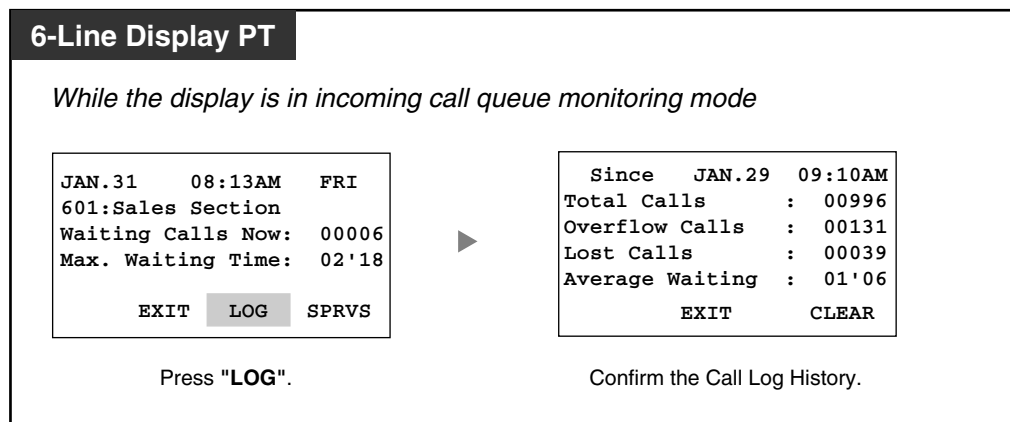 6-Line Display PT
While the display is in incoming call queue monitoring mode
JAN.31 08:13AM FRI
601:Sales Section
Waiting Calls Now: 00006
Max. Waiting Time: 02'18
EXIT LOG SPRVS
Press "LOG".
Since JAN.29 09:10AM
Total Calls : 00996
Overflow Calls : 00131
Lost Calls : 00039
Average Waiting : 01'06
EXIT CLEAR
Confirm the Call Log History.